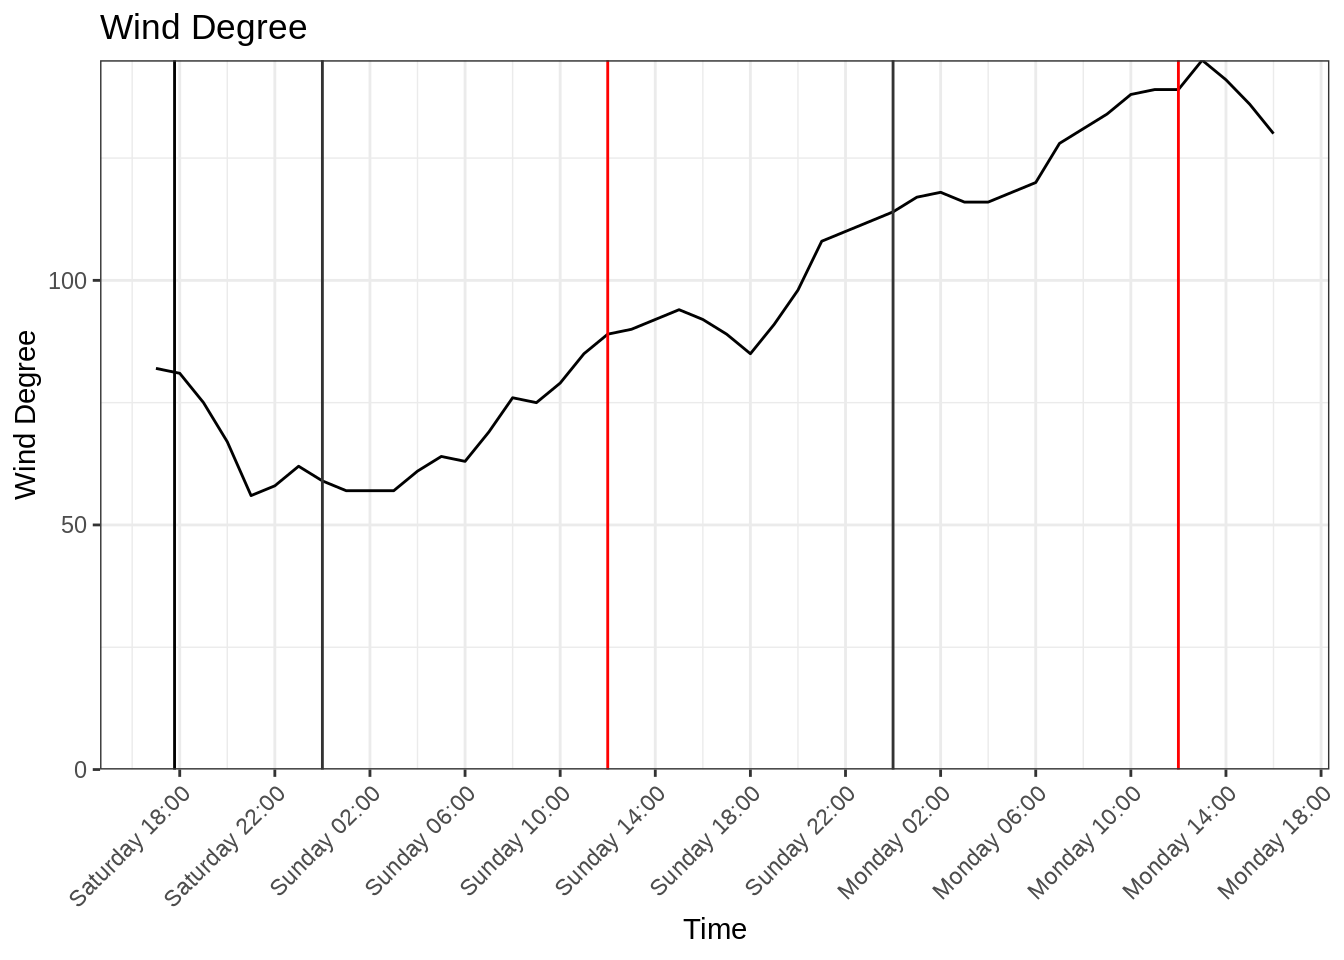 Wind Degree
Wind Degree
100
50
0
Saturday 18:00
Saturday 22:00
Sunday 02:00
Sunday 06:00
Sunday 10:00
Sunday 14:00
Sunday 18:00
Sunday 22:00
Monday 02:00
Monday 06:00
Monday 10:00
Monday 14:00
Monday 18:00
Time